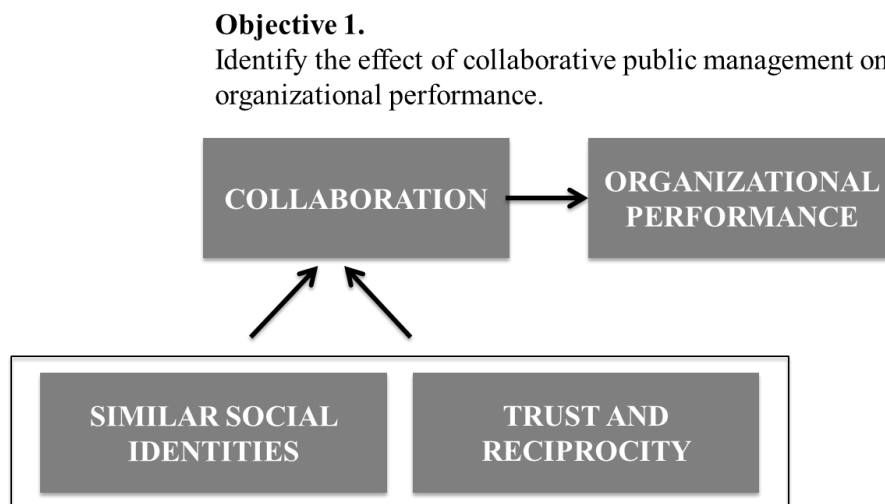 Objective 1.
Identify the effect of collaborative public management on
organizational performance.
COLLABORATION
ORGANIZATIONAL
PERFORMANCE
SIMILAR SOCIAL
IDENTITIES
TRUST AND
RECIPROCITY